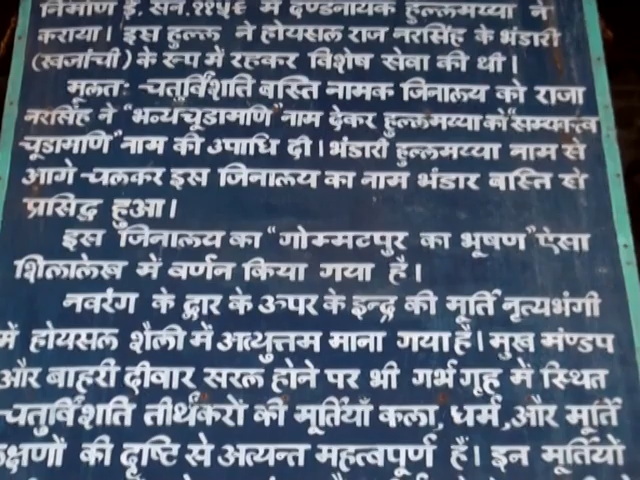 निर्माण है, सन. ११५९ में दण्डनायक हुल्लमय्या ने
कराया। इस हुल्ल ने होयसल राज नरसिंह के भंडारी
(खजांची) के रुप में रहकर विशेष सेवा की थी।
मूलतः चतुर्विंशति बस्ति नामक जिनालय को राजा
नरसिंह ने "भव्यचूडामणि" नाम देकर हुल्लमय्या को "सम्यक्त्व
चूडामणि" नाम की उपाधि दी। भंडारी हुल्लमय्या नाम से
आगे चलकर इस जिनालय का नाम भंडार बस्ति से
प्रसिद्ध हुआ।
इस जिनालय का "गोम्मटपुर का भूषण" ऐसा
शिलालेख में वर्णन किया गया है।
नवरंग के द्वार के ऊपर के इन्द्र की मूर्ति नृत्यभंगी
में होयसल शैली में अत्युत्तम माना गया है। मुख मंण्डप
और बाहरी दीवार सरल होने पर भी गर्भ गृह में स्थित
चतुर्विंशति तीर्थकरों की मूर्तियाँ कला, धर्म, और मूर्ति
क्षणों की दृष्टि से अत्यन्त महत्वपूर्ण हैं। इन मूर्तियों